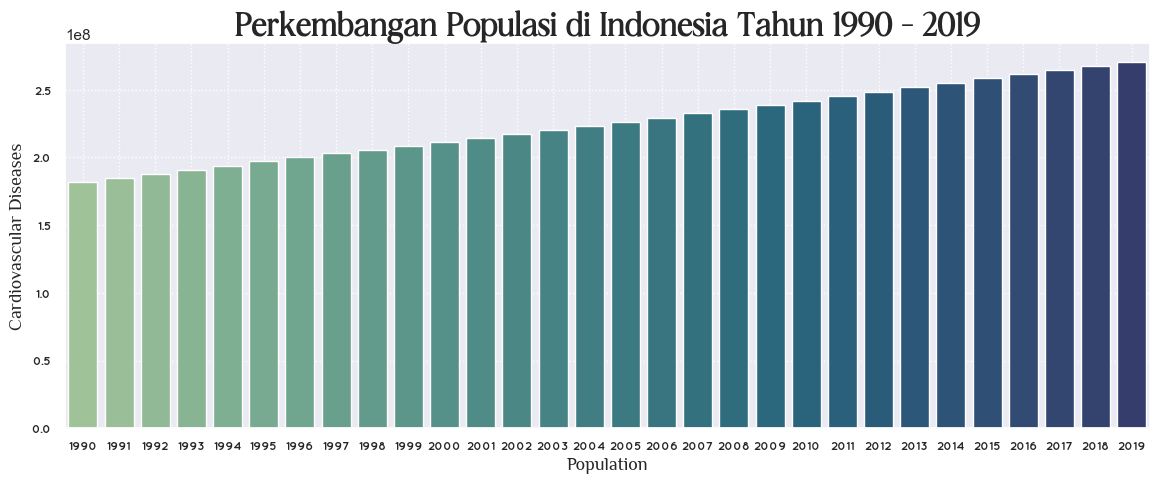 Perkembangan Populasi di Indonesia Tahun 1990 - 2019
1e8
2.5
2.0
1.5
1.0
0.5
0.0
Cardiovascular Diseases
1990 1991 1992 1993 1994 1995 1996 1997 1998 1999 2000 2001 2002 2003 2004 2005 2006 2007 2008 2009 2010 2011 2012 2013 2014 2015 2016 2017 2018 2019
Population